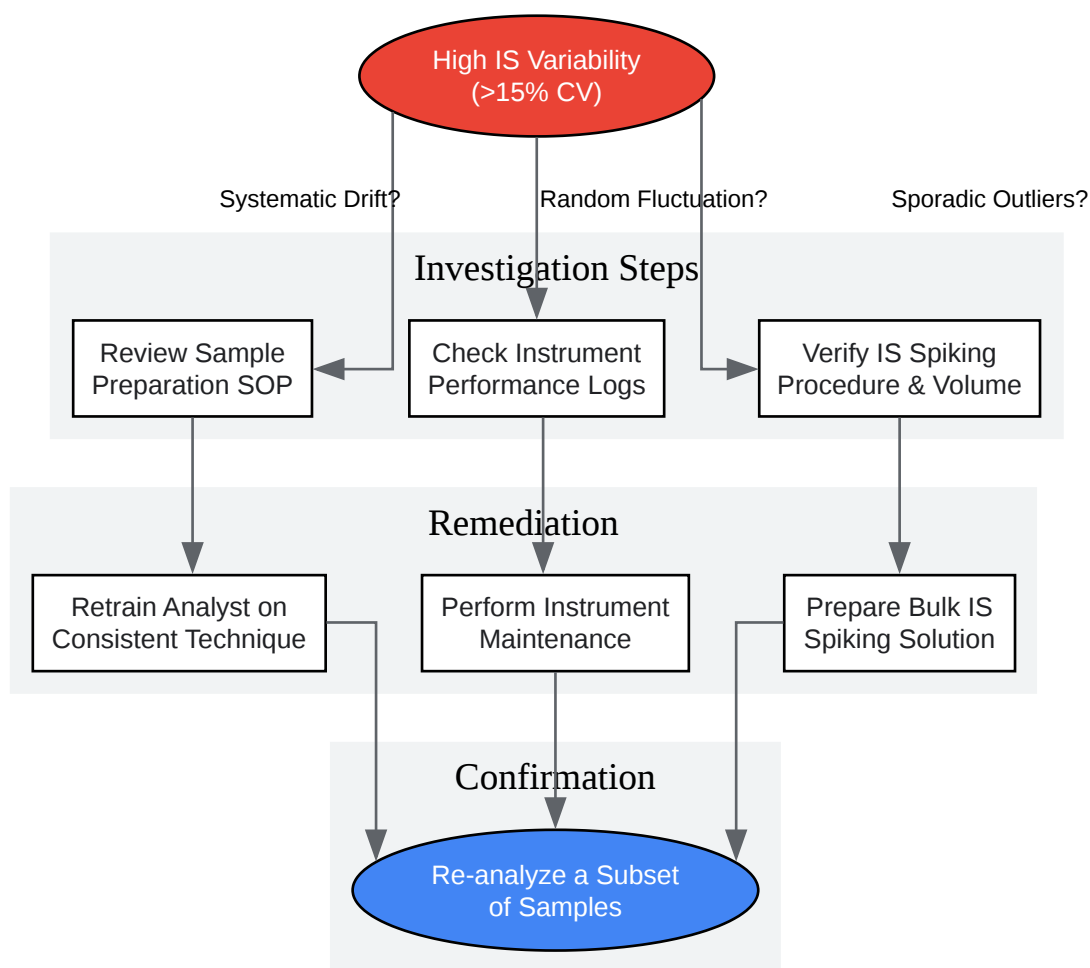 High IS Variability
(>15% CV)
Systematic Drift?
Random Fluctuation?
Sporadic Outliers?
Investigation Steps
Review Sample
Preparation SOP
Check Instrument
Performance Logs
Verify IS Spiking
Procedure & Volume
Remediation
Retrain Analyst on
Consistent Technique
Perform Instrument
Maintenance
Prepare Bulk IS
Spiking Solution
Confirmation
Re-analyze a Subset
of Samples